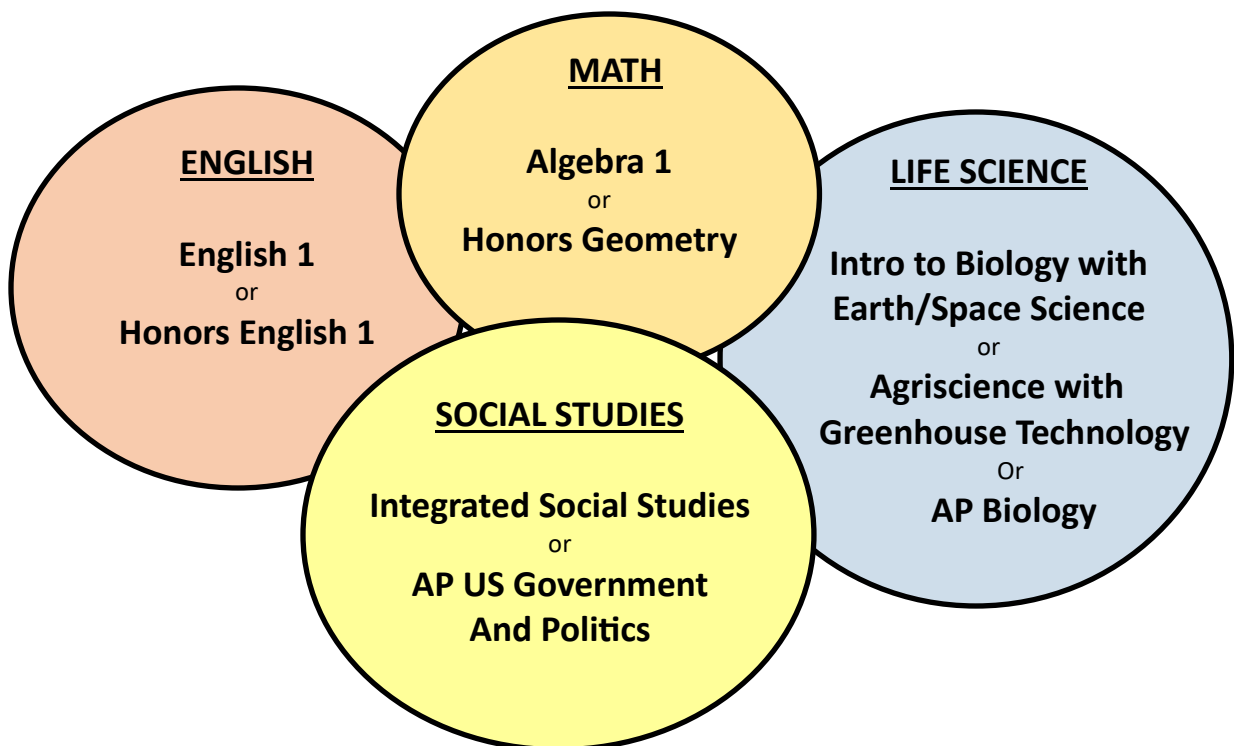 ENGLISH
English 1
or
Honors English 1
MATH
Algebra 1
or
Honors Geometry
LIFE SCIENCE
Intro to Biology with
Earth/Space Science
or
Agriscience with
Greenhouse Technology
Or
AP Biology
SOCIAL STUDIES
Integrated Social Studies
or
AP US Government
And Politics